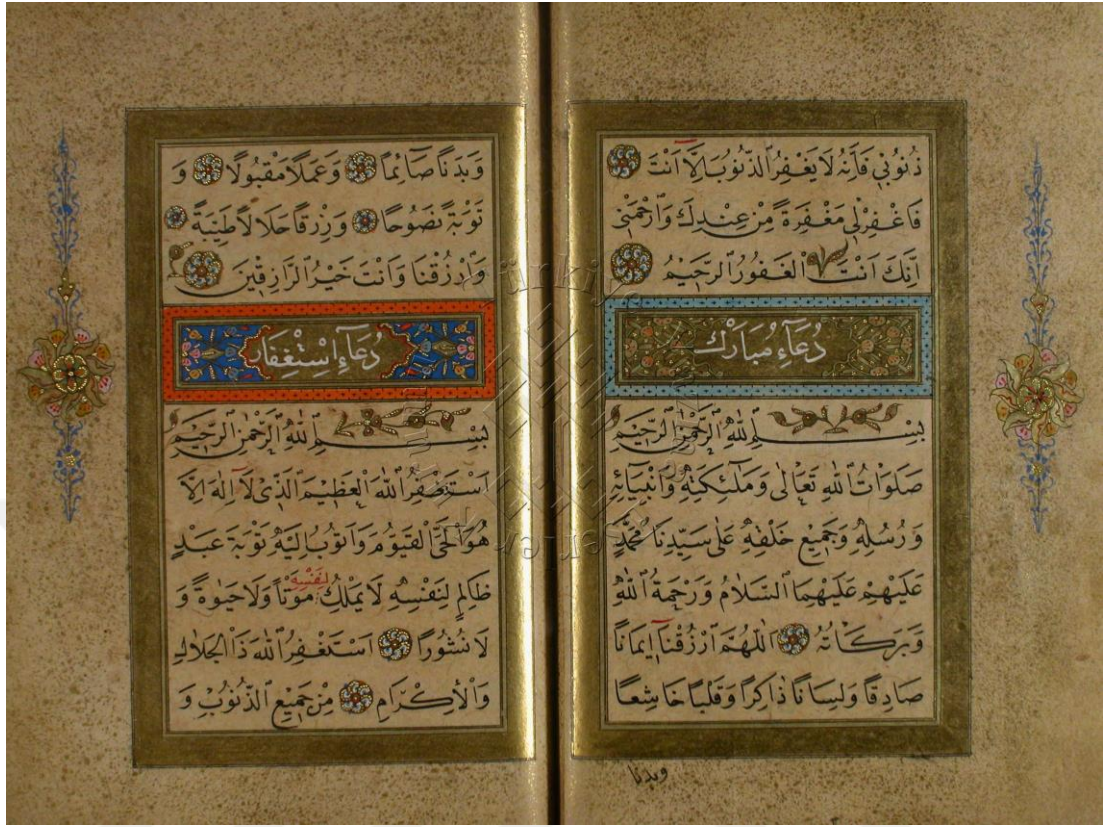 ذُنُوبِي فَاِنَّهُ لَا يَغْفِرُ الذُّنُوبَ اِلَّا اَنْتَ
فَاغْفِرْ لِي مَغْفِرَةً مِنْ عِنْدِكَ وَارْحَمْنِي
اِنَّكَ اَنْتَ الْغَفُورُ الرَّحِيمُ
دُعَاءِ مُبَارَكْ
بِسْمِ اللّٰهِ الرَّحْمٰنِ الرَّحِيمِ
صَلَوَاتُ اللّٰهِ تَعَالٰى وَمَلٰئِكَتِهِ وَاَنْبِيَائِهِ
وَرُسُلِهِ وَجَمِيعِ خَلْقِهِ عَلٰى سَيِّدِنَا مُحَمَّدٍ
عَلَيْهِمْ عَلَيْهِمَا السَّلَامُ وَرَحْمَةُ اللّٰهِ
وَبَرَكَاتُهُ اَللّٰهُمَّ ارْزُقْنَا اِيمَانًا
صَادِقًا وَلِسَانًا ذَاكِرًا وَقَلْبًا خَاشِعًا
وبدنا
وَبَدَنًا صَائِمًا وَعَمَلًا مَقْبُولًا وَ
تَوْبَةً نَصُوحًا وَرِزْقًا حَلَالًا طَيِّبَةً
وَارْزُقْنَا وَاَنْتَ خَيْرُ الرَّازِقِينَ
دُعَاءِ اِسْتِغْفَار
بِسْمِ اللّٰهِ الرَّحْمٰنِ الرَّحِيمِ
اَسْتَغْفِرُ اللّٰهَ الْعَظِيمَ الَّذِي لَا اِلٰهَ اِلَّا
هُوَ الْحَيَّ الْقَيُّومَ وَاَتُوبُ اِلَيْهِ تَوْبَةَ عَبْدٍ
ظَالِمٍ لِنَفْسِهِ لَا يَمْلِكُ لِنَفْسِهِ مَوْتًا وَلَا حَيٰوةً وَ
لَا نُشُورًا اَسْتَغْفِرُ اللّٰهَ ذَا الْجَلَالِ
وَالْاِكْرَامِ مِنْ جَمِيعِ الذُّنُوبِ وَ